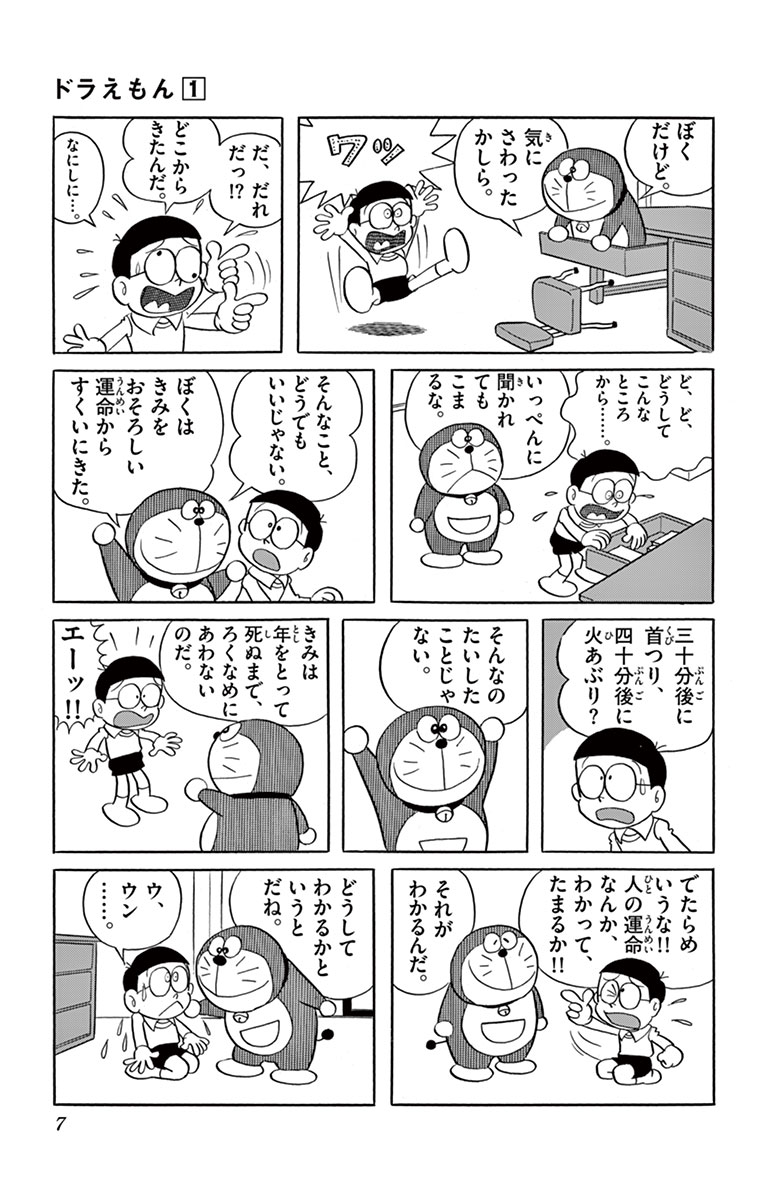 ドラえもん 1
ぼく
だけど。
気に
さわった
かしら。
ワッ
だ、だれ
だっ!?
どこから
きたんだ。
なにしに…。
ど、ど、
どうして
こんな
ところ
から……。
いっぺんに
聞かれ
ても
こま
るな。
そんなこと、
どうでも
いいじゃない。
ぼくは
きみを
おそろしい
運命から
すくいにきた。
三十分後に
首つり、
四十分後に
火あぶり?
そんなの
たいした
ことじゃ
ない。
きみは
年をとって
死ぬまで、
ろくなめに
あわない
のだ。
エーッ!!
でたらめ
いうな!!
人の運命
なんか、
わかって、
たまるか!!
それが
わかるんだ。
どうして
わかるかと
いうと
だね。
ウ、
ウン
……。
7